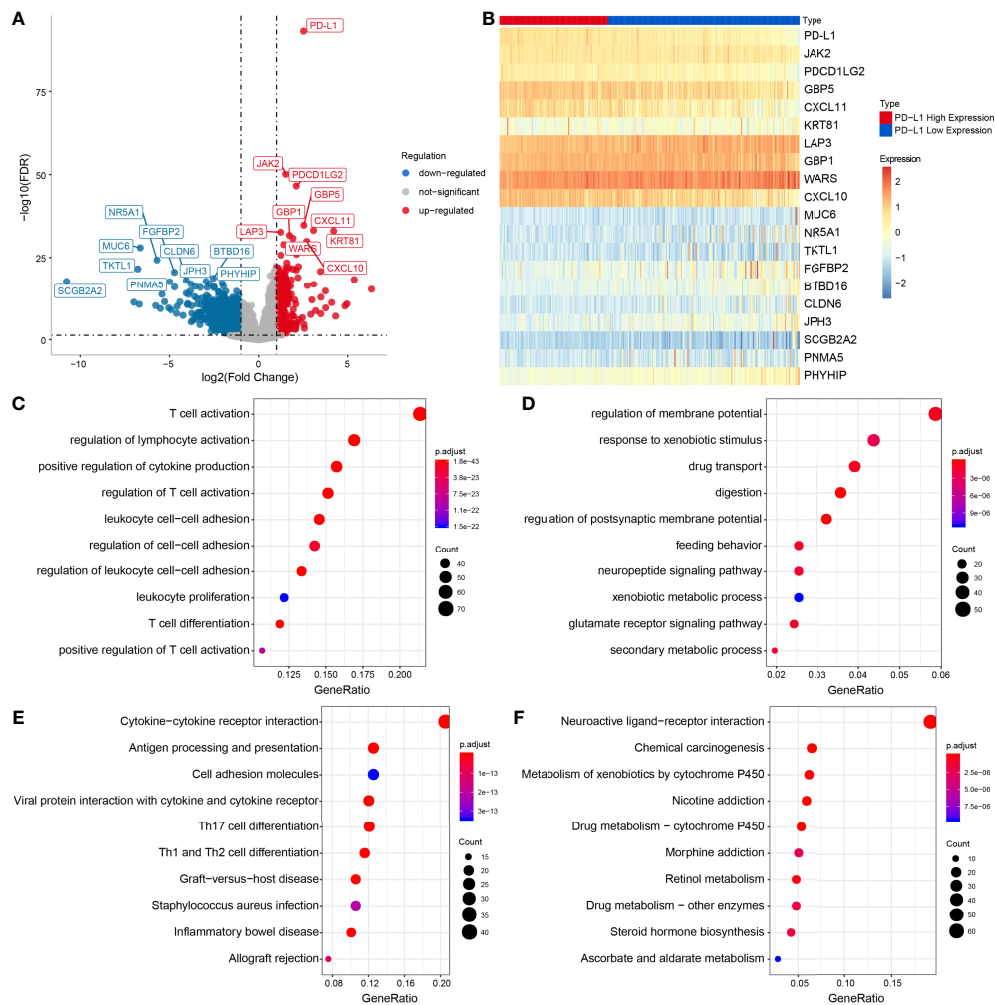 A
PD-L1
75
JAK2
PDCD1LG2
50
GBP5
NR5A1
GBP1
CXCL11
FGFBP2
LAP3
KRT81
MUC6
CLDN6
BTBD16
WARS
25
TKTL1
JPH3
PHYHIP
CXCL10
SCGB2A2
PNMA5
0
−10
−5
0
5
log2(Fold Change)
−log10(FDR)
Regulation
down-regulated
not-significant
up-regulated
B
Type
PD-L1
JAK2
PDCD1LG2
GBP5
CXCL11
KRT81
LAP3
GBP1
WARS
CXCL10
MUC6
NR5A1
TKTL1
FGFBP2
BTBD16
CLDN6
JPH3
SCGB2A2
PNMA5
PHYHIP
Type
PD-L1 High Expression
PD-L1 Low Expression
Expression
2
1
0
−1
−2
C
T cell activation
regulation of lymphocyte activation
positive regulation of cytokine production
regulation of T cell activation
leukocyte cell−cell adhesion
regulation of cell−cell adhesion
regulation of leukocyte cell−cell adhesion
leukocyte proliferation
T cell differentiation
positive regulation of T cell activation
0.125
0.150
0.175
0.200
GeneRatio
p.adjust
1.8e−43
3.8e−23
7.5e−23
1.1e−22
1.5e−22
Count
40
50
60
70
D
regulation of membrane potential
response to xenobiotic stimulus
drug transport
digestion
reguation of postsynaptic membrane potential
feeding behavior
neuropeptide signaling pathway
xenobiotic metabolic process
glutamate receptor signaling pathway
secondary metabolic process
0.02
0.03
0.04
0.05
0.06
GeneRatio
p.adjust
3e−06
6e−06
9e−06
Count
20
30
40
50
E
Cytokine−cytokine receptor interaction
Antigen processing and presentation
Cell adhesion molecules
Viral protein interaction with cytokine and cytokine receptor
Th17 cell differentiation
Th1 and Th2 cell differentiation
Graft−versus−host disease
Staphylococcus aureus infection
Inflammatory bowel disease
Allograft rejection
0.08
0.12
0.16
0.20
GeneRatio
p.adjust
1e−13
2e−13
3e−13
Count
15
20
25
30
35
40
F
Neuroactive ligand−receptor interaction
Chemical carcinogenesis
Metabolism of xenobiotics by cytochrome P450
Nicotine addiction
Drug metabolism − cytochrome P450
Morphine addiction
Retinol metabolism
Drug metabolism − other enzymes
Steroid hormone biosynthesis
Ascorbate and aldarate metabolism
0.05
0.10
0.15
GeneRatio
p.adjust
2.5e−06
5.0e−06
7.5e−06
Count
10
20
30
40
50
60